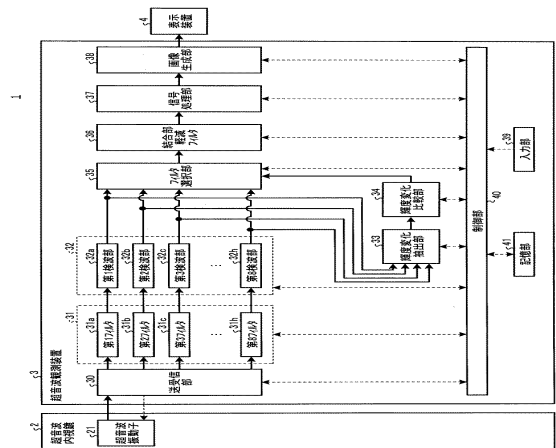 1
2
超音波
内視鏡
21
超音波
振動子
3
超音波観測装置
30
送受信部
31
31a
第1フィルタ
31b
第2フィルタ
31c
第3フィルタ
31h
第8フィルタ
32
32a
第1検波部
32b
第2検波部
32c
第3検波部
32h
第8検波部
33
輝度変化
抽出部
34
輝度変化
比較部
35
フィルタ
選択部
36
結合部
軽減
フィルタ
37
信号
処理部
38
画像
生成部
4
表示
装置
制御部
40
41
記憶部
39
入力部